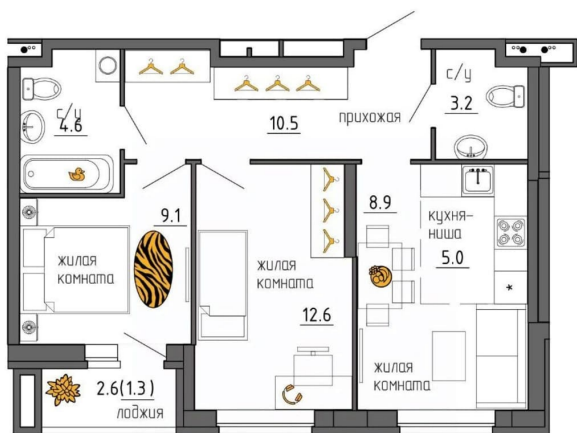 с/у
4.6
10.5
прихожая
с/у
3.2
9.1
жилая
комната
жилая
комната
12.6
8.9
кухня-
ниша
5.0
*
жилая
комната
2.6(1.3)
лоджия